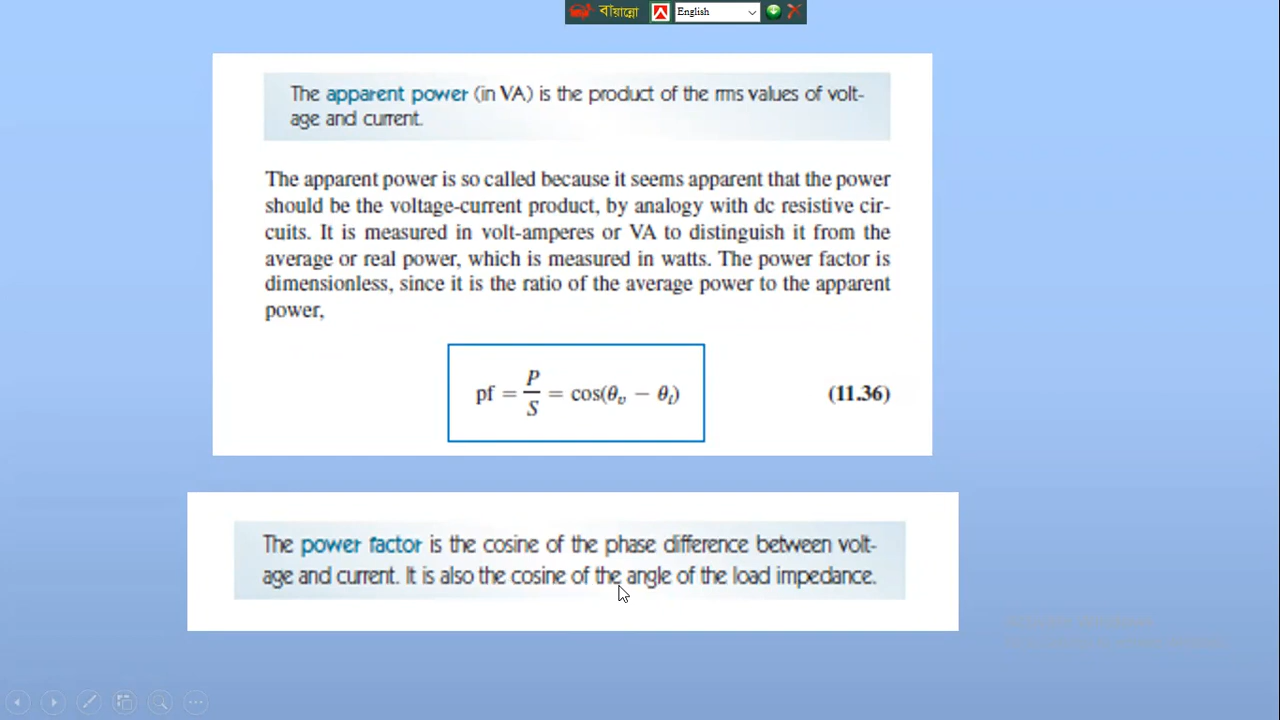 বায়ান্নো English
The apparent power (in VA) is the product of the rms values of volt-
age and current.
The apparent power is so called because it seems apparent that the power
should be the voltage-current product, by analogy with dc resistive cir-
cuits. It is measured in volt-amperes or VA to distinguish it from the
average or real power, which is measured in watts. The power factor is
dimensionless, since it is the ratio of the average power to the apparent
power,
pf = P/S = cos(θv − θi) (11.36)
The power factor is the cosine of the phase difference between volt-
age and current. It is also the cosine of the angle of the load impedance.